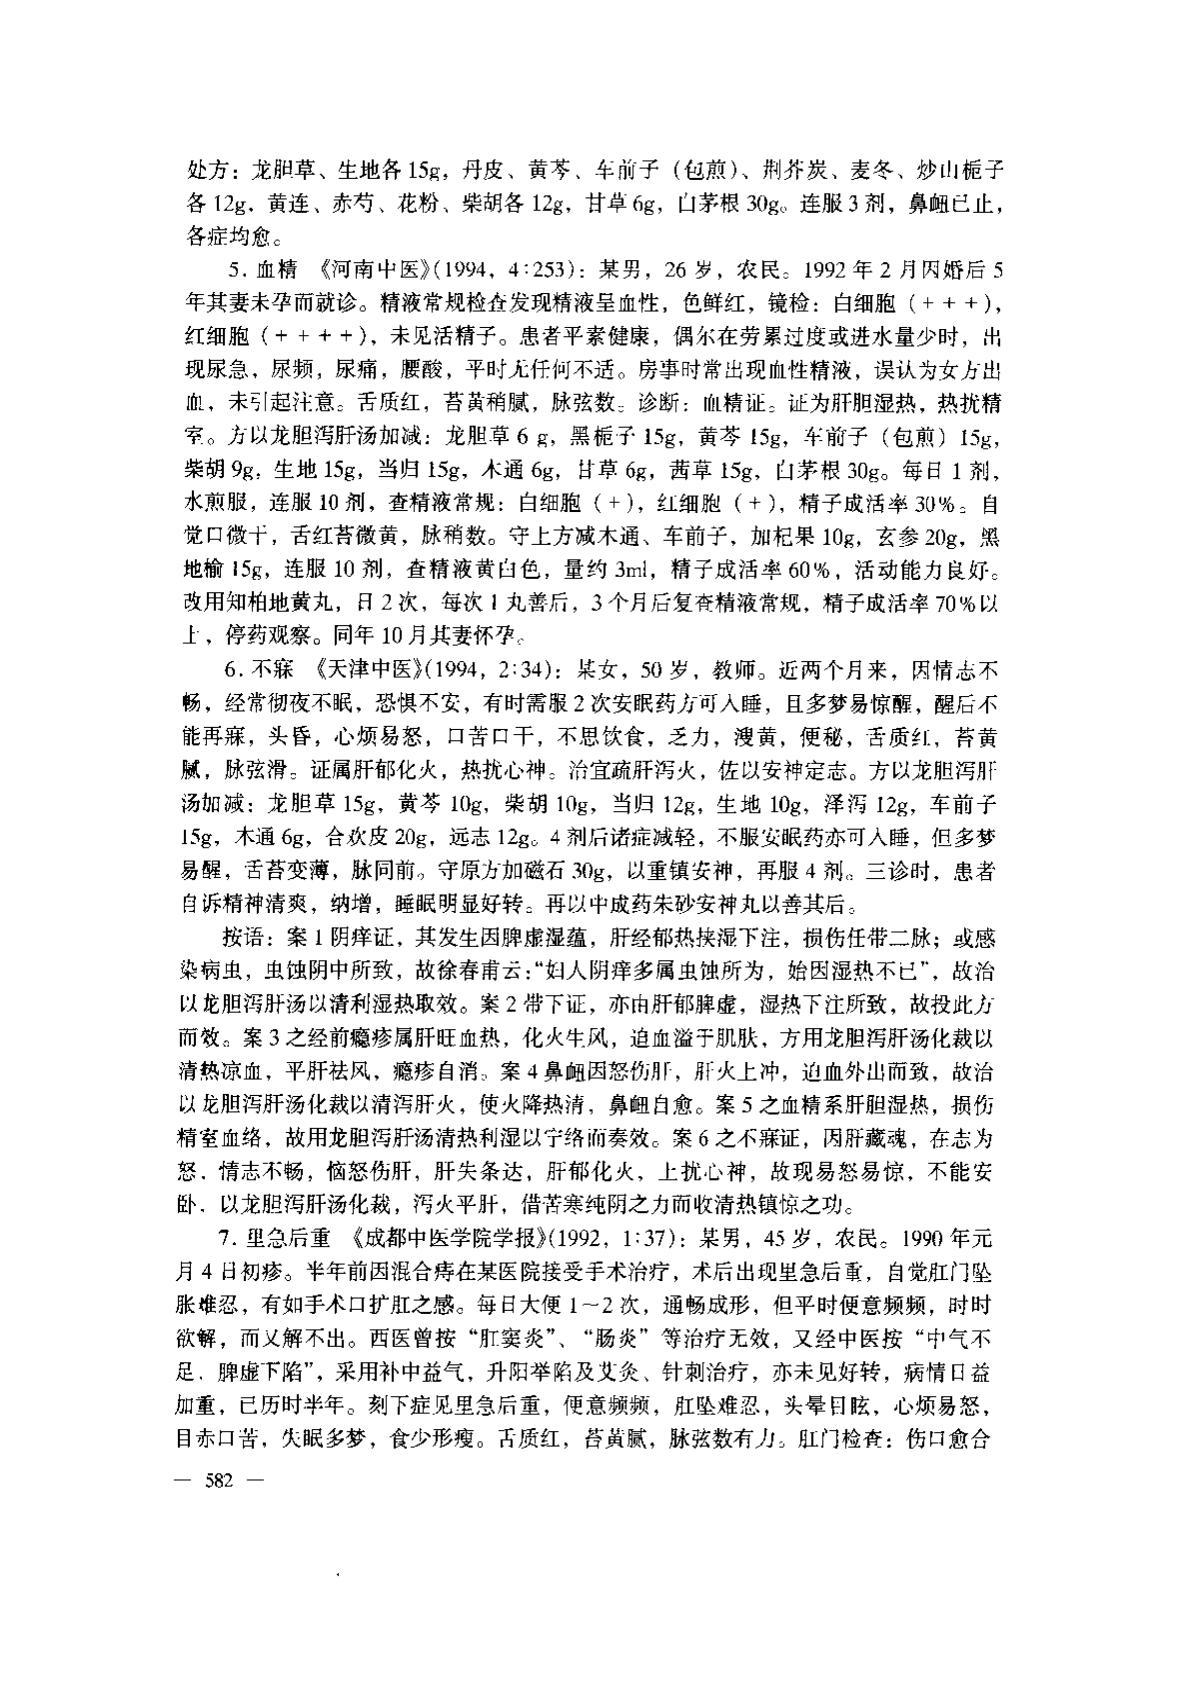 处方：龙胆草、生地各 15g，丹皮、黄芩、车前子（包煎）、荆芥炭、麦冬、炒山栀子
各 12g，黄连、赤芍、花粉、柴胡各 12g，甘草 6g，白茅根 30g。连服 3 剂，鼻衄已止，
各症均愈。
5. 血精 《河南中医》(1994，4:253)：某男，26 岁，农民。1992 年 2 月因婚后 5
年其妻未孕而就诊。精液常规检查发现精液呈血性，色鲜红，镜检：白细胞（+ + +），
红细胞（+ + + +），未见活精子。患者平素健康，偶尔在劳累过度或进水量少时，出
现尿急，尿频，尿痛，腰酸，平时无任何不适。房事时常出现血性精液，误认为女方出
血，未引起注意。舌质红，苔黄稍腻，脉弦数。诊断：血精证。证为肝胆湿热，热扰精
室。方以龙胆泻肝汤加减：龙胆草 6 g，黑栀子 15g，黄芩 15g，车前子（包煎）15g，
柴胡 9g，生地 15g，当归 15g，木通 6g，甘草 6g，茜草 15g，白茅根 30g。每日 1 剂，
水煎服，连服 10 剂，查精液常规：白细胞（+），红细胞（+），精子成活率 30%。自
觉口微干，舌红苔微黄，脉稍数。守上方减木通、车前子，加杞果 10g，玄参 20g，黑
地榆 15g，连服 10 剂，查精液黄白色，量约 3ml，精子成活率 60%，活动能力良好。
改用知柏地黄丸，日 2 次，每次 1 丸善后，3 个月后复查精液常规，精子成活率 70%以
上，停药观察。同年 10 月其妻怀孕。
6. 不寐 《天津中医》(1994，2:34)：某女，50 岁，教师。近两个月来，因情志不
畅，经常彻夜不眠，恐惧不安，有时需服 2 次安眠药方可入睡，且多梦易惊醒，醒后不
能再寐，头昏，心烦易怒，口苦口干，不思饮食，乏力，溲黄，便秘，舌质红，苔黄
腻，脉弦滑。证属肝郁化火，热扰心神。治宜疏肝泻火，佐以安神定志。方以龙胆泻肝
汤加减：龙胆草 15g，黄芩 10g，柴胡 10g，当归 12g，生地 10g，泽泻 12g，车前子
15g，木通 6g，合欢皮 20g，远志 12g。4 剂后诸症减轻，不服安眠药亦可入睡，但多梦
易醒，舌苔变薄，脉同前。守原方加磁石 30g，以重镇安神，再服 4 剂。三诊时，患者
自诉精神清爽，纳增，睡眠明显好转。再以中成药朱砂安神丸以善其后。
按语：案 1 阴痒证，其发生因脾虚湿蕴，肝经郁热挟湿下注，损伤任带二脉；或感
染病虫，虫蚀阴中所致，故徐春甫云：“妇人阴痒多属虫蚀所为，始因湿热不已”，故治
以龙胆泻肝汤以清利湿热取效。案 2 带下证，亦由肝郁脾虚，湿热下注所致，故投此方
而效。案 3 之经前瘾疹属肝旺血热，化火生风，迫血溢于肌肤，方用龙胆泻肝汤化裁以
清热凉血，平肝祛风，瘾疹自消。案 4 鼻衄因怒伤肝，肝火上冲，迫血外出而致，故治
以龙胆泻肝汤化裁以清泻肝火，使火降热清，鼻衄自愈。案 5 之血精系肝胆湿热，损伤
精室血络，故用龙胆泻肝汤清热利湿以宁络而奏效。案 6 之不寐证，因肝藏魂，在志为
怒，情志不畅，恼怒伤肝，肝失条达，肝郁化火，上扰心神，故现易怒易惊，不能安
卧，以龙胆泻肝汤化裁，泻火平肝，借苦寒纯阴之力而收清热镇惊之功。
7. 里急后重 《成都中医学院学报》(1992，1:37)：某男，45 岁，农民。1990 年元
月 4 日初疹。半年前因混合痔在某医院接受手术治疗，术后出现里急后重，自觉肛门坠
胀难忍，有如手术口扩肛之感。每日大便 1～2 次，通畅成形，但平时便意频频，时时
欲解，而又解不出。西医曾按“肛窦炎”、“肠炎”等治疗无效，又经中医按“中气不
足，脾虚下陷”，采用补中益气，升阳举陷及艾灸、针刺治疗，亦未见好转，病情日益
加重，已历时半年。刻下症见里急后重，便意频频，肛坠难忍，头晕目眩，心烦易怒，
目赤口苦，失眠多梦，食少形瘦。舌质红，苔黄腻，脉弦数有力。肛门检查：伤口愈合
— 582 —